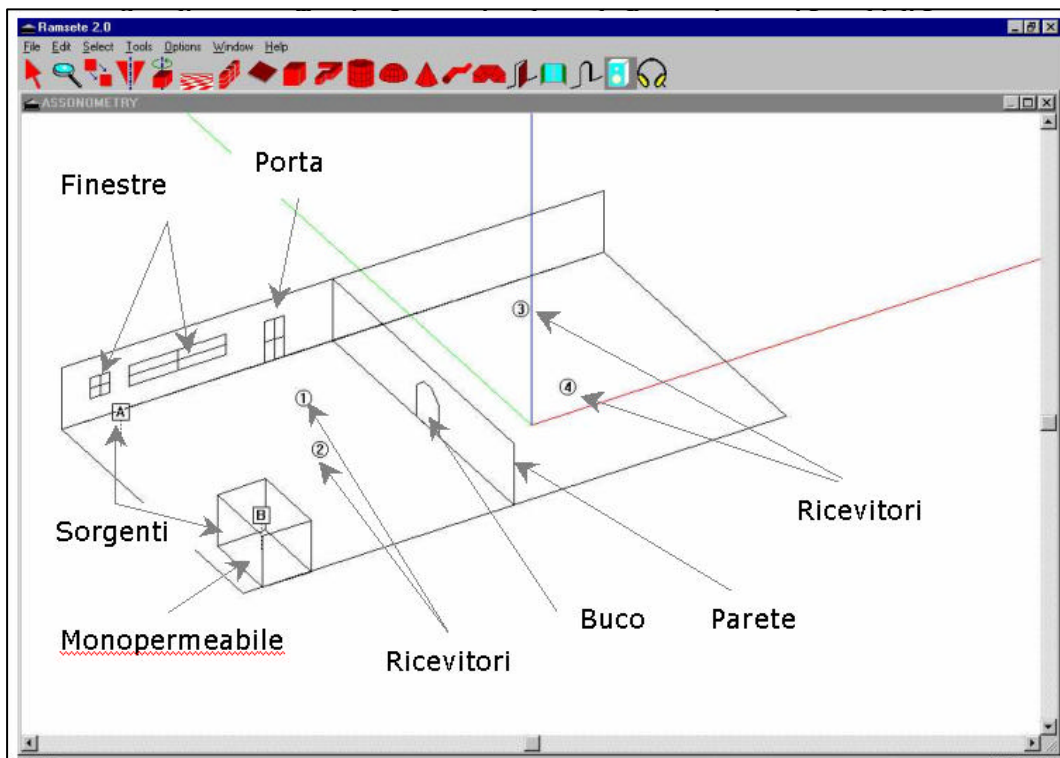 Ramsete 2.0
File Edit Select Tools Options Window Help
ASSONOMETRY
Porta
Finestre
3
4
A
1
2
Ricevitori
B
Sorgenti
Buco
Parete
Monopermeabile
Ricevitori